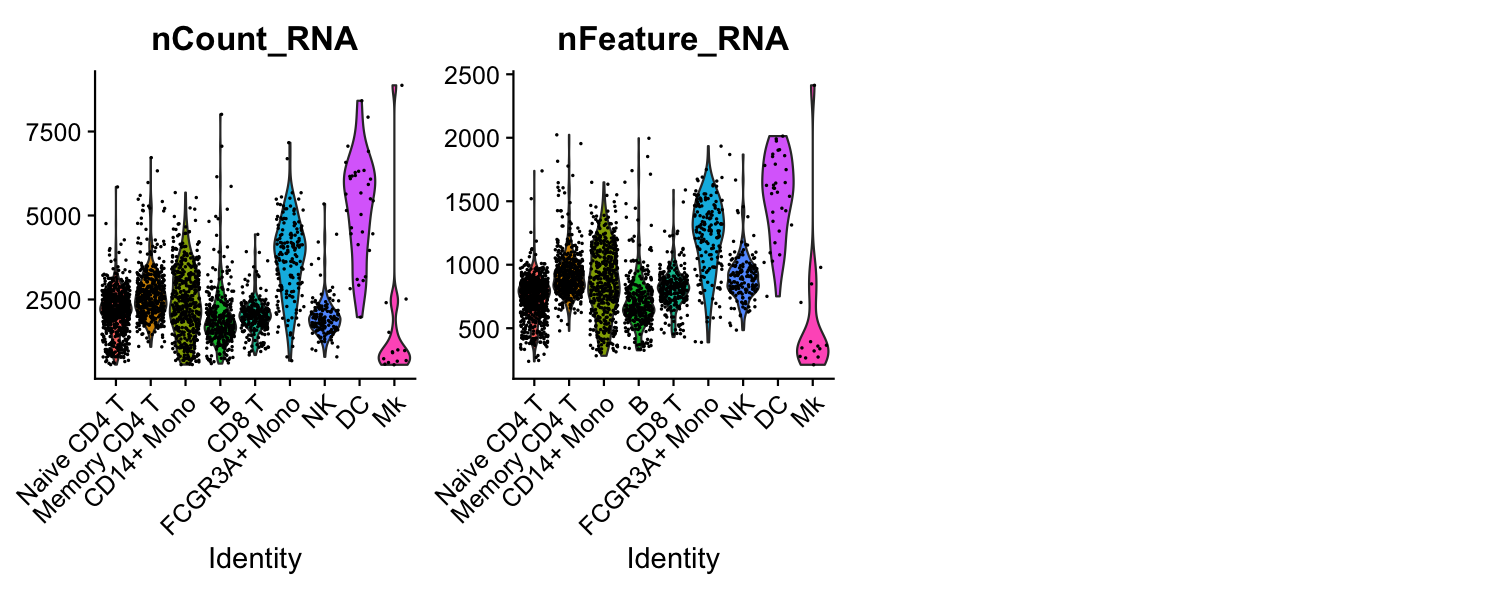 nCount_RNA
7500
5000
2500
Naive CD4 T
Memory CD4 T
CD14+ Mono
B
CD8 T
FCGR3A+ Mono
NK
DC
Mk
Identity
nFeature_RNA
2500
2000
1500
1000
500
Naive CD4 T
Memory CD4 T
CD14+ Mono
B
CD8 T
FCGR3A+ Mono
NK
DC
Mk
Identity